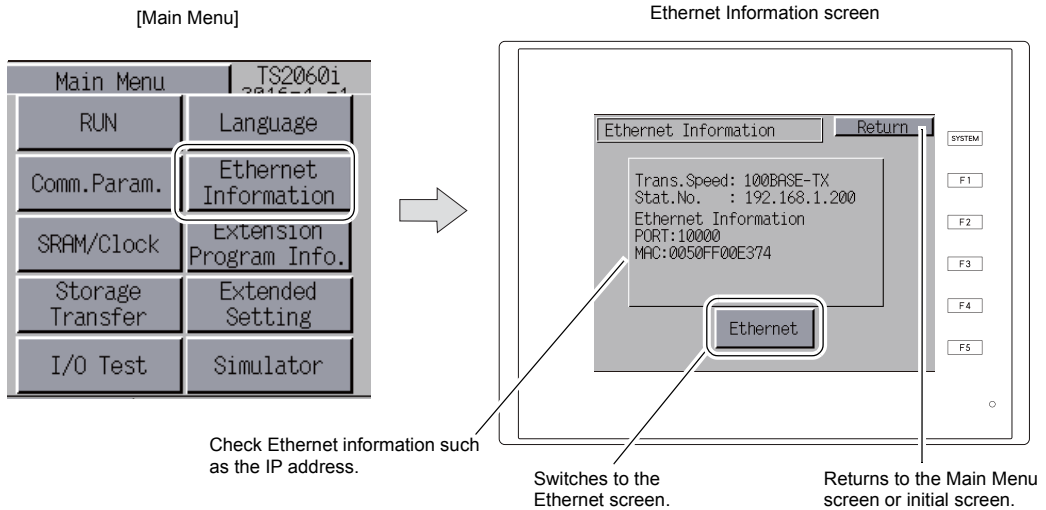 [Main Menu]
Ethernet Information screen
Main Menu
TS2060i
RUN
Language
Comm.Param.
Ethernet
Information
SRAM/Clock
Extension
Program Info.
Storage
Transfer
Extended
Setting
I/O Test
Simulator
Ethernet Information
Return
Trans.Speed: 100BASE-TX
Stat.No. : 192.168.1.200
Ethernet Information
PORT:10000
MAC:0050FF00E374
Ethernet
SYSTEM
F1
F2
F3
F4
F5
Check Ethernet information such
as the IP address.
Switches to the
Ethernet screen.
Returns to the Main Menu
screen or initial screen.